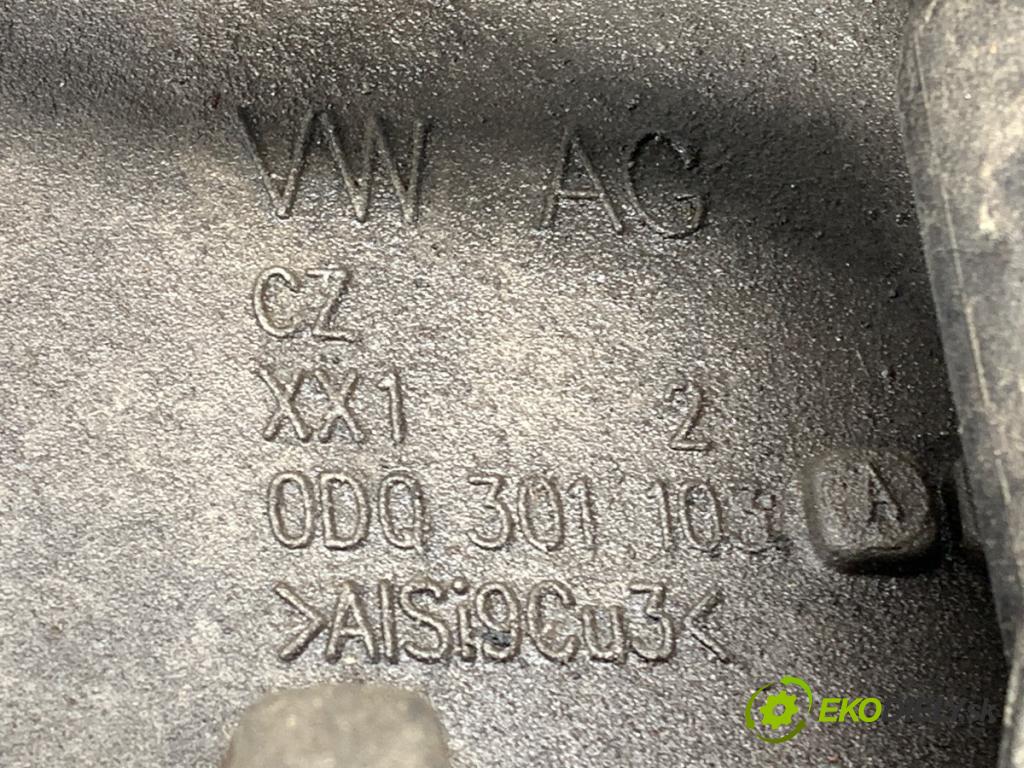 VW AG
CZ
XX1 2
0DQ 301 103 A
>AlSi9Cu3<
EKO